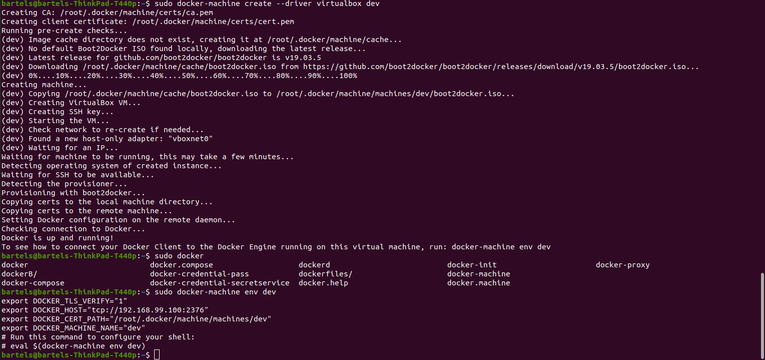 bartels@bartels-ThinkPad-T440p:~$ sudo docker-machine create --driver virtualbox dev
Creating CA: /root/.docker/machine/certs/ca.pem
Creating client certificate: /root/.docker/machine/certs/cert.pem
Running pre-create checks...
(dev) Image cache directory does not exist, creating it at /root/.docker/machine/cache...
(dev) No default Boot2Docker ISO found locally, downloading the latest release...
(dev) Latest release for github.com/boot2docker/boot2docker is v19.03.5
(dev) Downloading /root/.docker/machine/cache/boot2docker.iso from https://github.com/boot2docker/boot2docker/releases/download/v19.03.5/boot2docker.iso...
(dev) 0%....10%....20%....30%....40%....50%....60%....70%....80%....90%....100%
Creating machine...
(dev) Copying /root/.docker/machine/cache/boot2docker.iso to /root/.docker/machine/machines/dev/boot2docker.iso...
(dev) Creating VirtualBox VM...
(dev) Creating SSH key...
(dev) Starting the VM...
(dev) Check network to re-create if needed...
(dev) Found a new host-only adapter: "vboxnet0"
(dev) Waiting for an IP...
Waiting for machine to be running, this may take a few minutes...
Detecting operating system of created instance...
Waiting for SSH to be available...
Detecting the provisioner...
Provisioning with boot2docker...
Copying certs to the local machine directory...
Copying certs to the remote machine...
Setting Docker configuration on the remote daemon...
Checking connection to Docker...
Docker is up and running!
To see how to connect your Docker Client to the Docker Engine running on this virtual machine, run: docker-machine env dev
bartels@bartels-ThinkPad-T440p:~$ sudo docker
docker docker.compose dockerd docker-init docker-proxy
dockerB/ docker-credential-pass dockerfiles/ docker-machine
docker-compose docker-credential-secretservice docker.help docker.machine
bartels@bartels-ThinkPad-T440p:~$ sudo docker-machine env dev
export DOCKER_TLS_VERIFY="1"
export DOCKER_HOST="tcp://192.168.99.100:2376"
export DOCKER_CERT_PATH="/root/.docker/machine/machines/dev"
export DOCKER_MACHINE_NAME="dev"
# Run this command to configure your shell:
# eval $(docker-machine env dev)
bartels@bartels-ThinkPad-T440p:~$